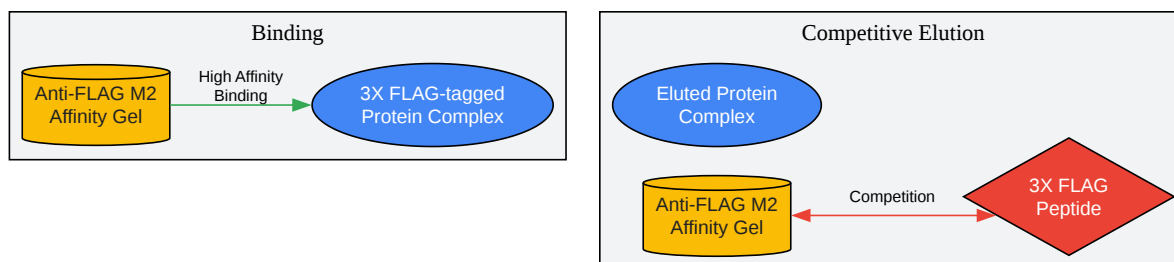 Binding
Anti-FLAG M2
Affinity Gel
High Affinity
Binding
3X FLAG-tagged
Protein Complex
Competitive Elution
Eluted Protein
Complex
Anti-FLAG M2
Affinity Gel
Competition
3X FLAG
Peptide